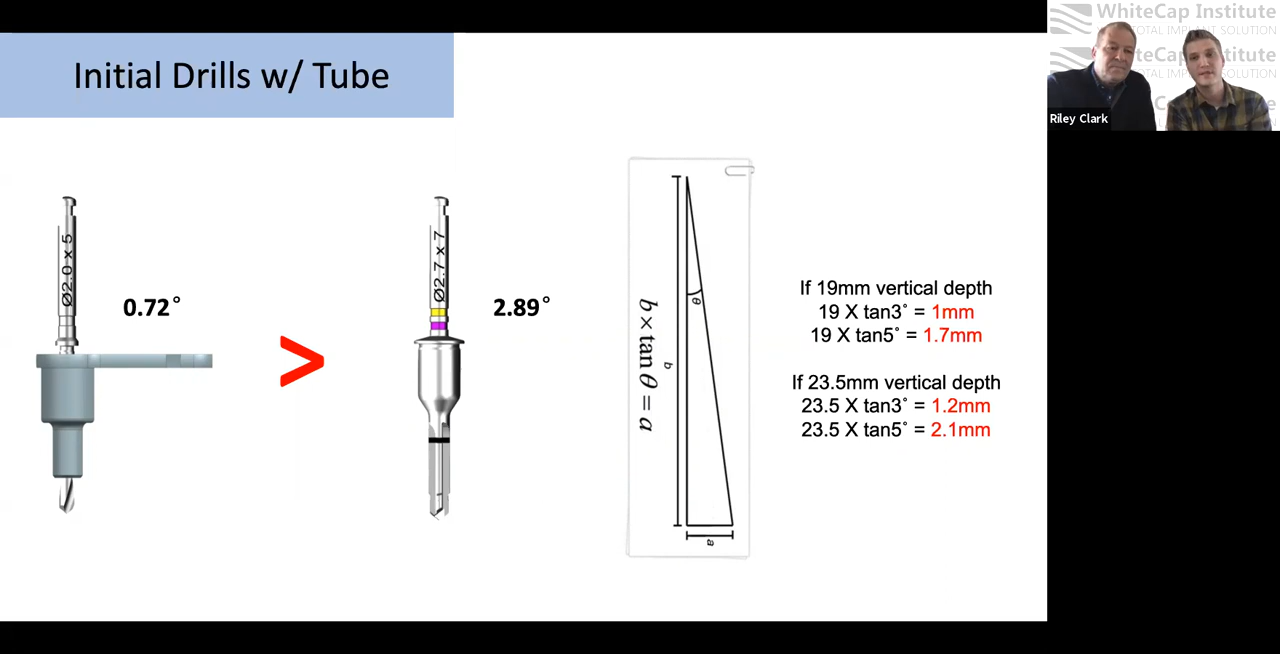 Initial Drills w/ Tube
WhiteCap Institute
TOTAL IMPLANT SOLUTION
Riley Clark
Ø2.0 x 5
0.72°
>
Ø2.7 x 7
2.89°
θ
b
b × tan θ = a
a
If 19mm vertical depth
19 X tan3˚ = 1mm
19 X tan5˚ = 1.7mm
If 23.5mm vertical depth
23.5 X tan3˚ = 1.2mm
23.5 X tan5˚ = 2.1mm